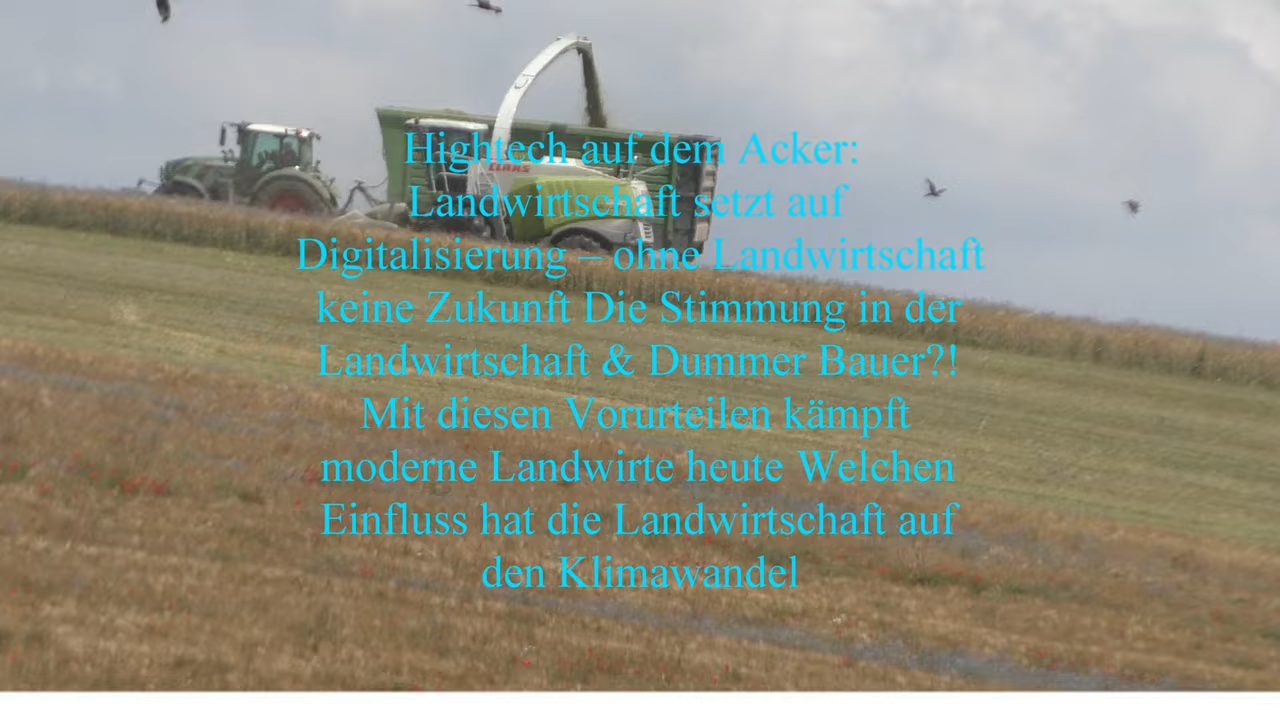 CLAAS
Hightech auf dem Acker:
Landwirtschaft setzt auf
Digitalisierung – ohne Landwirtschaft
keine Zukunft Die Stimmung in der
Landwirtschaft & Dummer Bauer?!
Mit diesen Vorurteilen kämpft
moderne Landwirte heute Welchen
Einfluss hat die Landwirtschaft auf
den Klimawandel